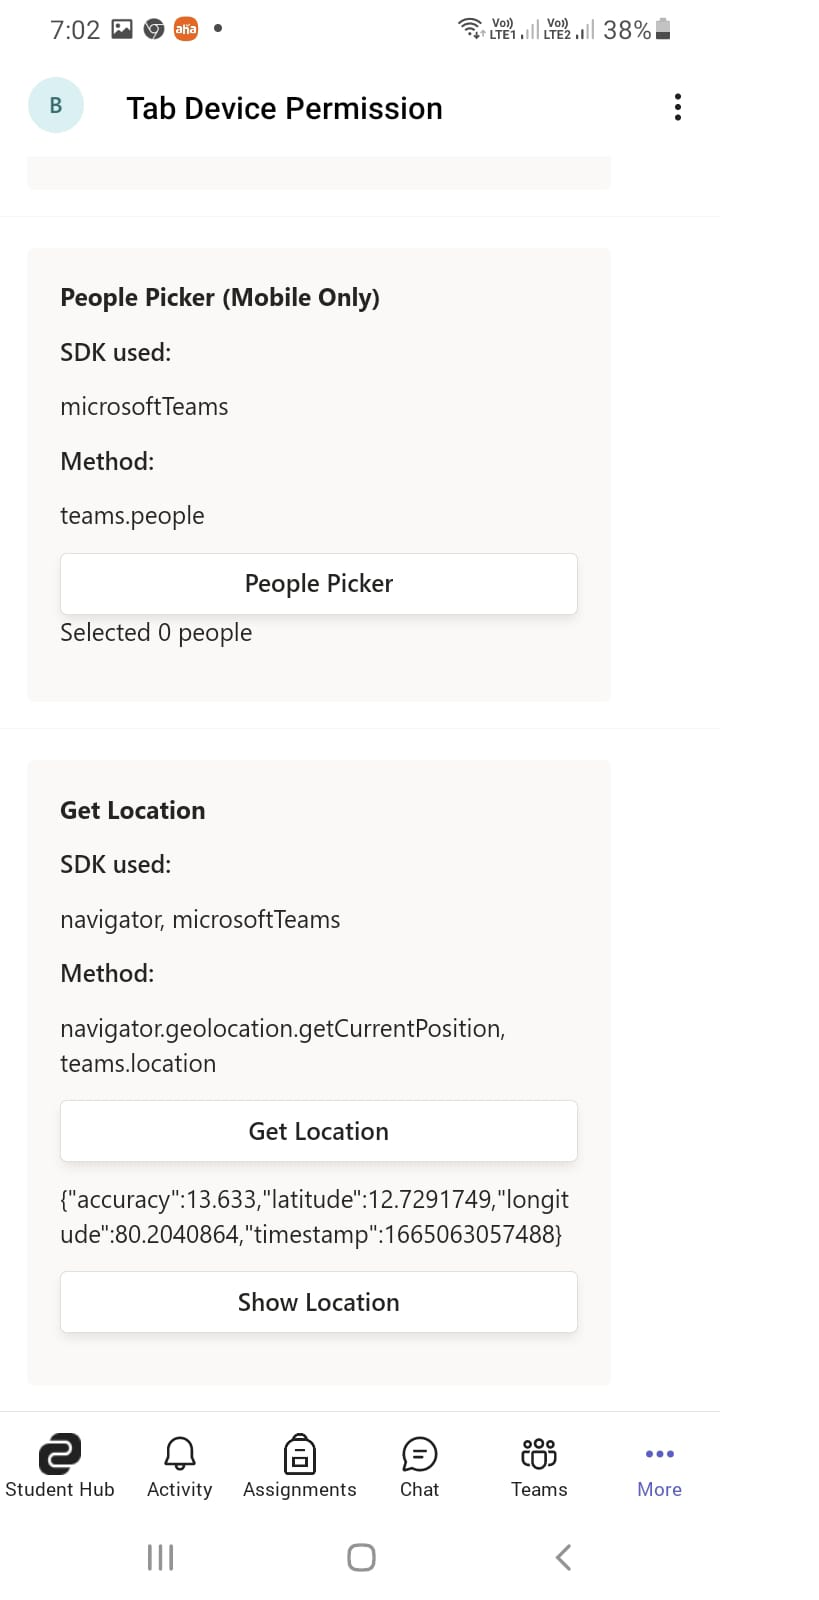 7:02 aha Vo) LTE1 Vo) LTE2 38%
B Tab Device Permission
People Picker (Mobile Only)
SDK used:
microsoftTeams
Method:
teams.people
People Picker
Selected 0 people
Get Location
SDK used:
navigator, microsoftTeams
Method:
navigator.geolocation.getCurrentPosition,
teams.location
Get Location
{"accuracy":13.633,"latitude":12.7291749,"longit
ude":80.2040864,"timestamp":1665063057488}
Show Location
Student Hub Activity Assignments Chat Teams More